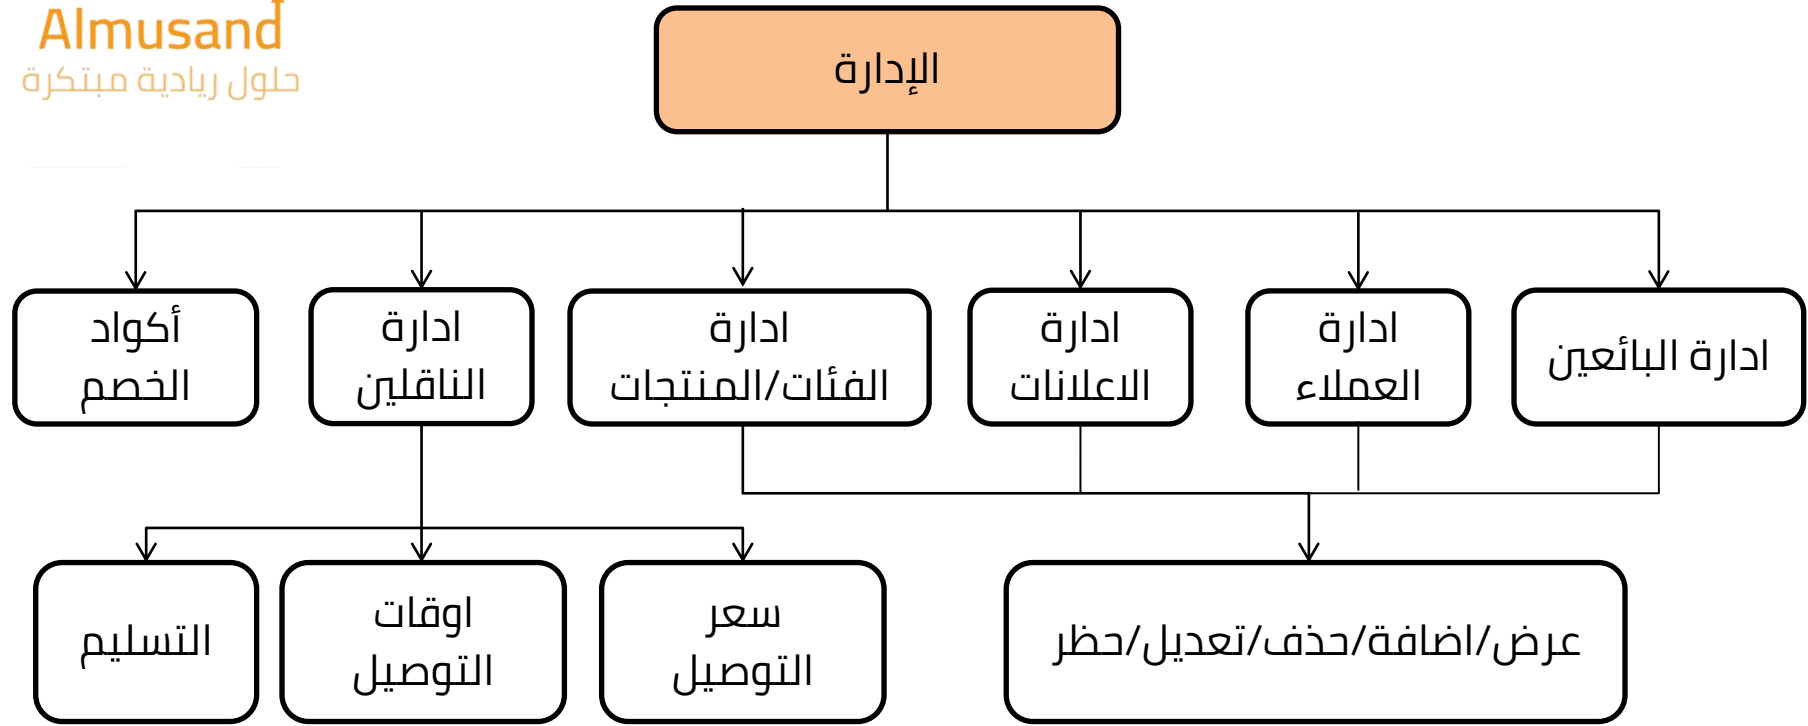 Almusand
حلول ريادية مبتكرة
الإدارة
ادارة البائعين
ادارة
العملاء
ادارة
الاعلانات
ادارة
الفئات/المنتجات
ادارة
الناقلين
أكواد
الخصم
عرض/اضافة/حذف/تعديل/حظر
سعر
التوصيل
اوقات
التوصيل
التسليم